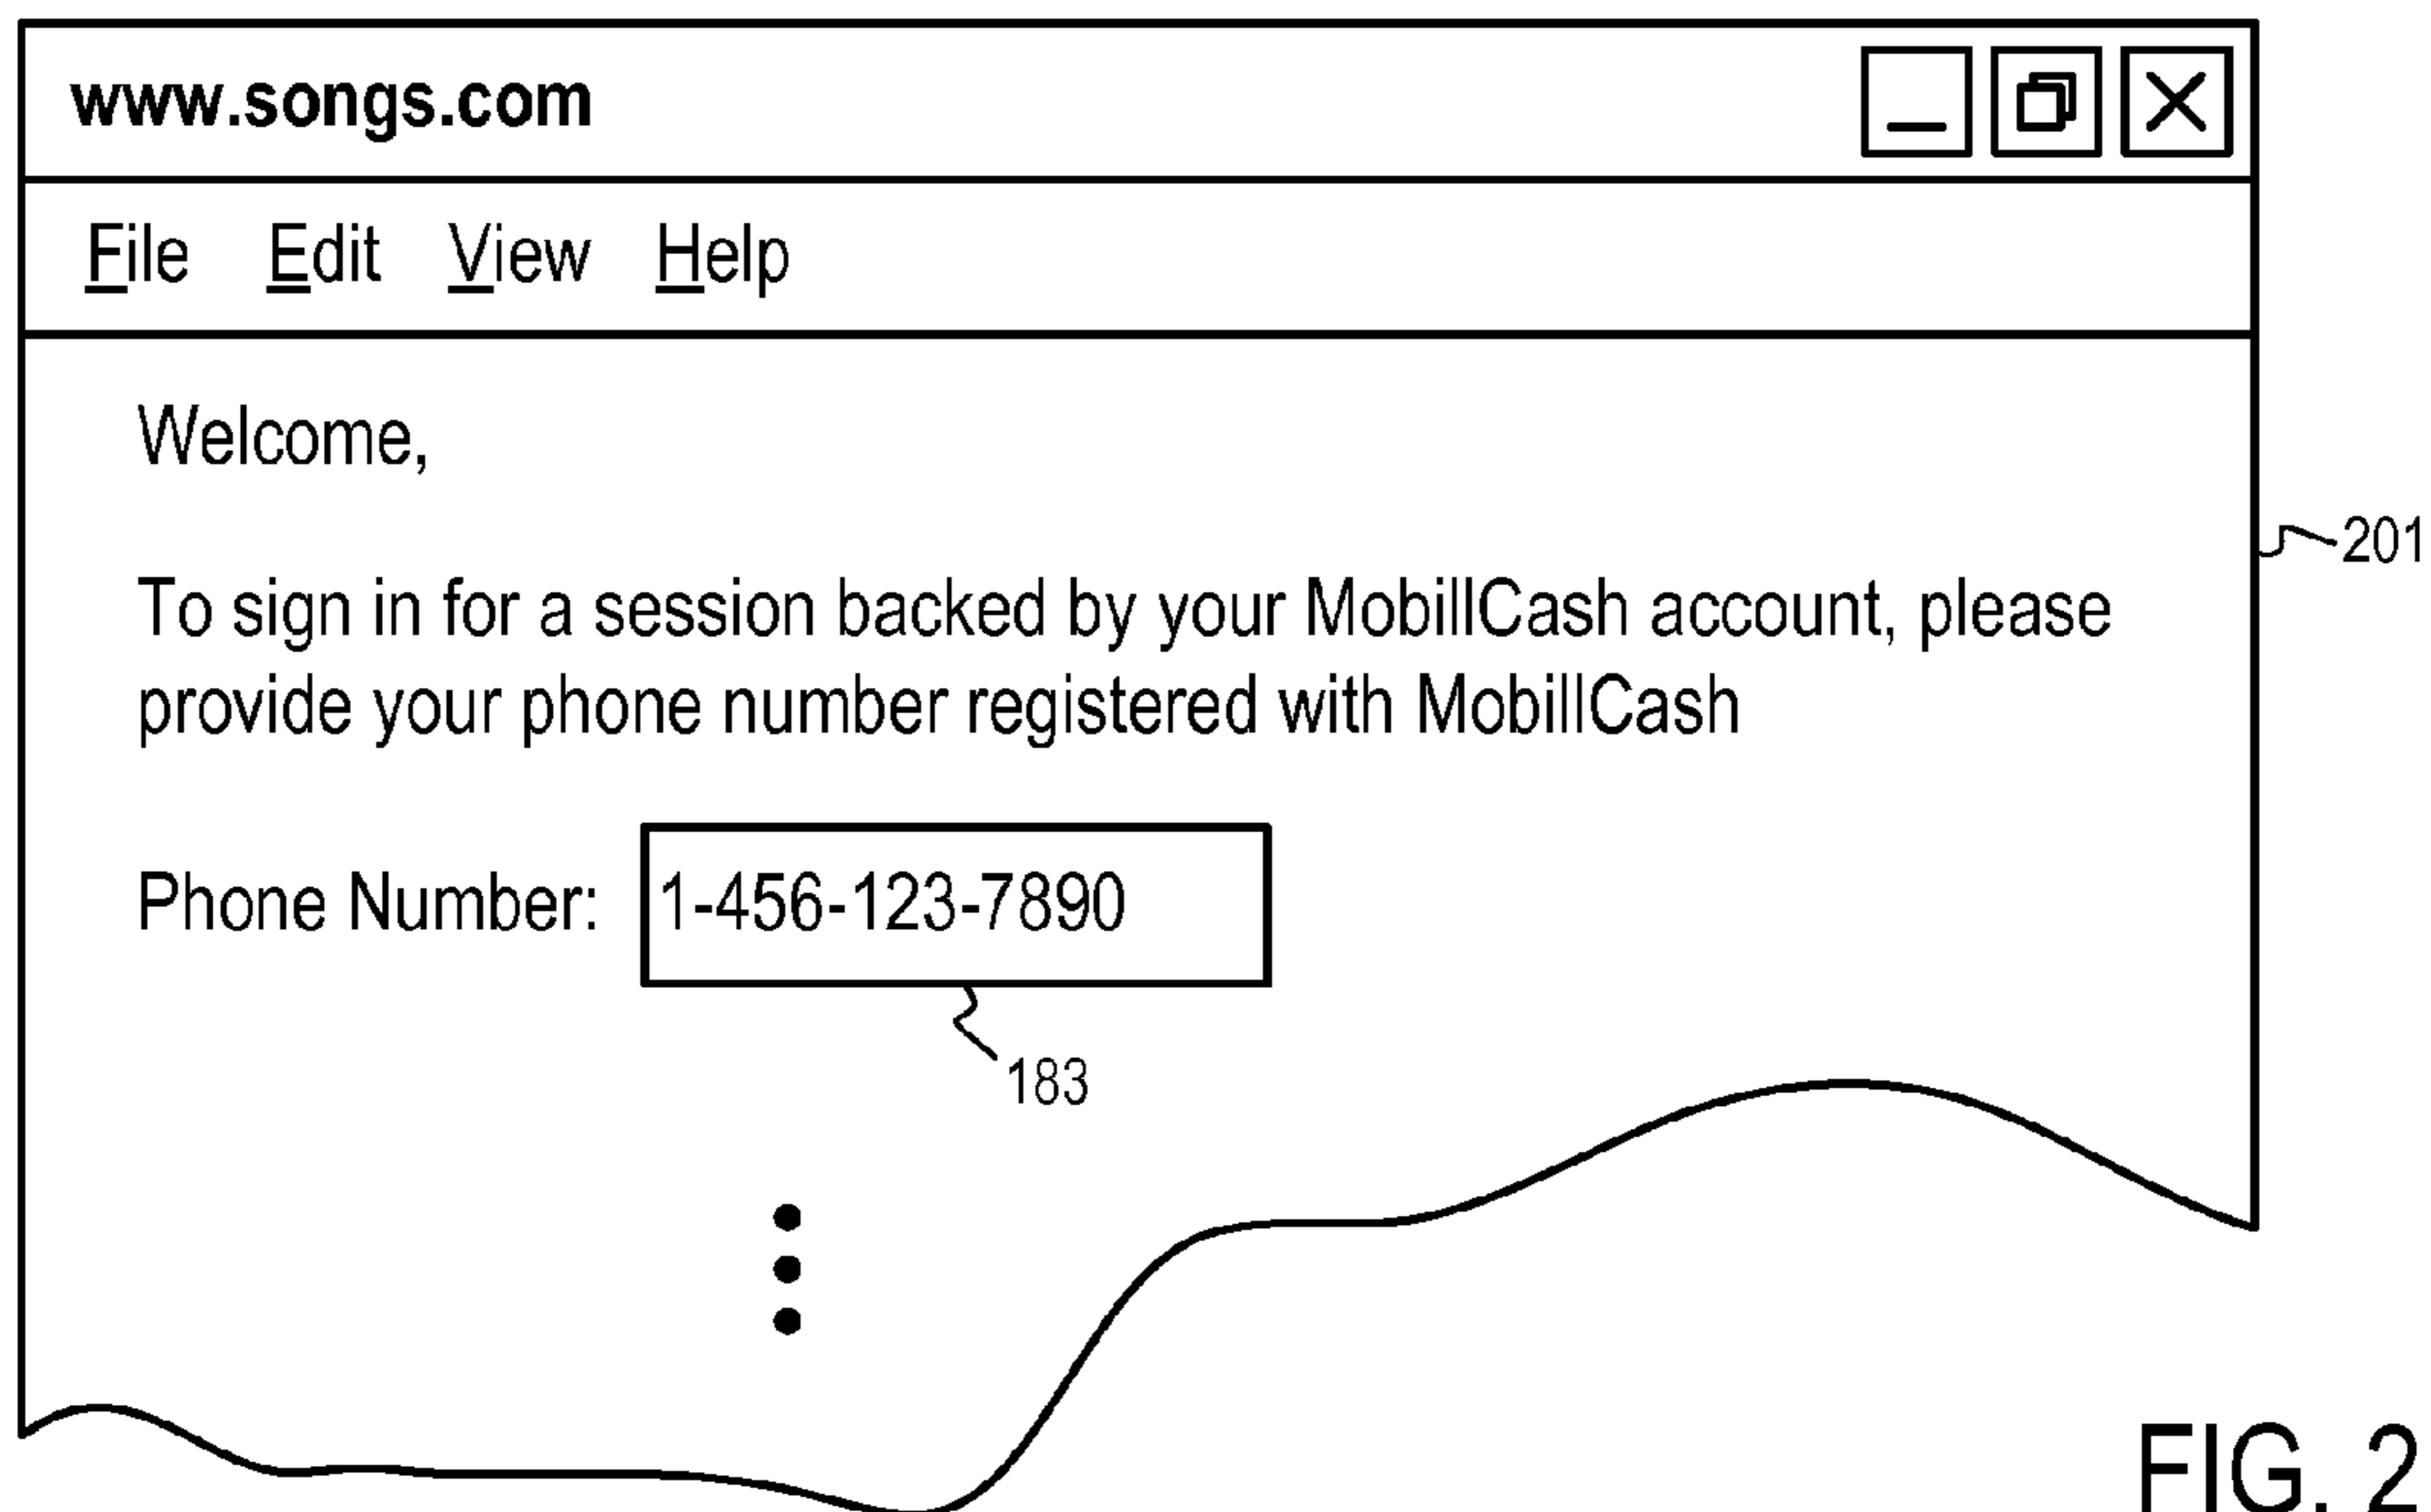 www.songs.com
File Edit View Help
Welcome,
201
To sign in for a session backed by your MobillCash account, please
provide your phone number registered with MobillCash
Phone Number: 1-456-123-7890
183
FIG. 2